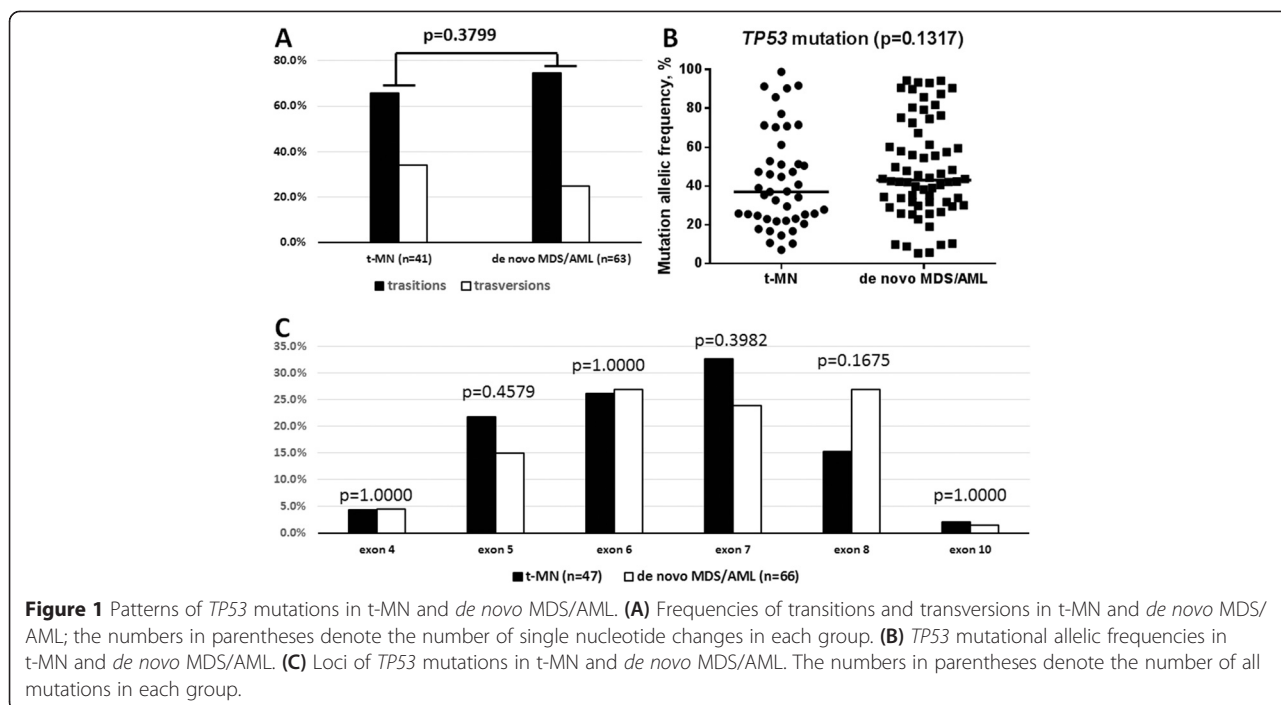 A
p=0.3799
80.0%
60.0%
40.0%
20.0%
0.0%
t-MN (n=41)
de novo MDS/AML (n=63)
trasitions
trasversions
B
TP53 mutation (p=0.1317)
Mutation allelic frequency, %
100
80
60
40
20
0
t-MN
de novo MDS/AML
C
35.0%
30.0%
25.0%
20.0%
15.0%
10.0%
5.0%
0.0%
p=1.0000
p=0.4579
p=1.0000
p=0.3982
p=0.1675
p=1.0000
exon 4
exon 5
exon 6
exon 7
exon 8
exon 10
t-MN (n=47)
de novo MDS/AML (n=66)
Figure 1 Patterns of TP53 mutations in t-MN and de novo MDS/AML. (A) Frequencies of transitions and transversions in t-MN and de novo MDS/
AML; the numbers in parentheses denote the number of single nucleotide changes in each group. (B) TP53 mutational allelic frequencies in
t-MN and de novo MDS/AML. (C) Loci of TP53 mutations in t-MN and de novo MDS/AML. The numbers in parentheses denote the number of all
mutations in each group.